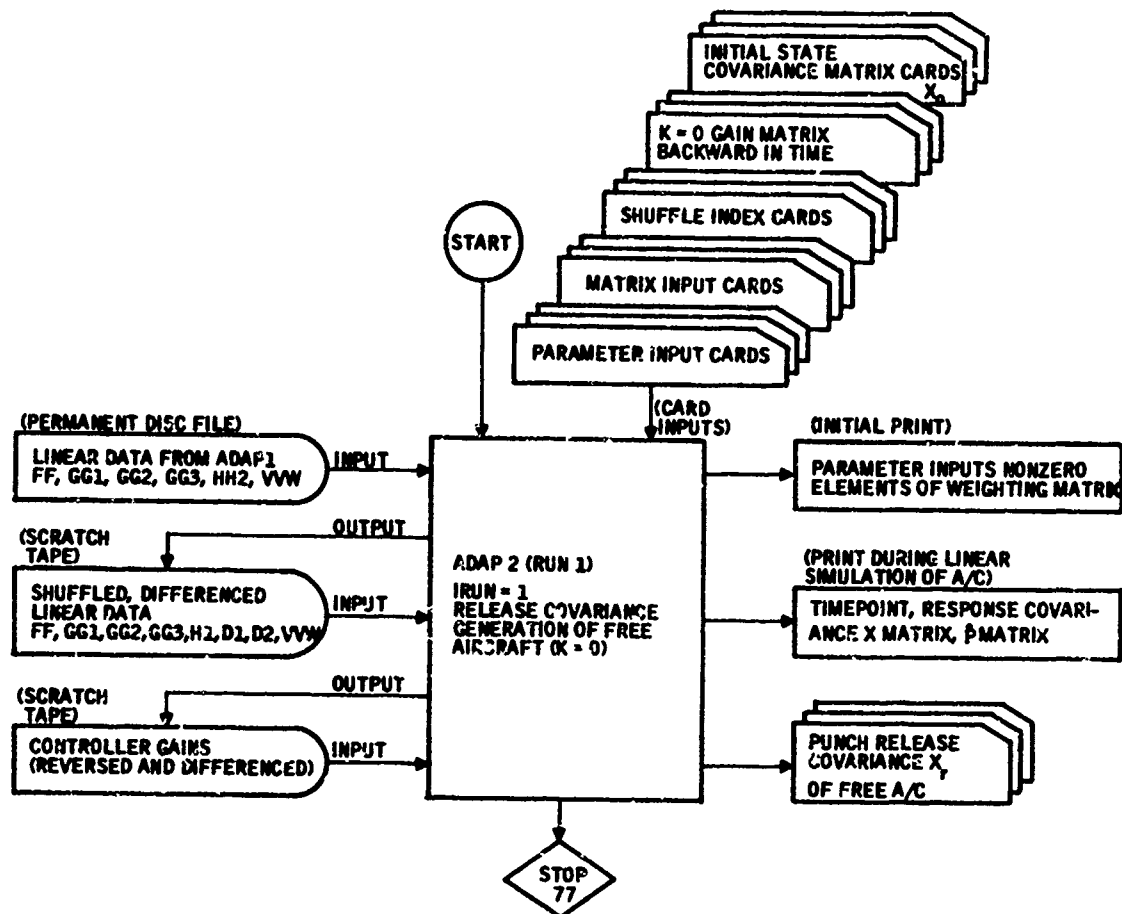 INITIAL STATE
COVARIANCE MATRIX CARDS
X₀
K = 0 GAIN MATRIX
BACKWARD IN TIME
SHUFFLE INDEX CARDS
START
MATRIX INPUT CARDS
PARAMETER INPUT CARDS
(CARD
INPUTS)
(PERMANENT DISC FILE)
LINEAR DATA FROM ADAP1
FF, GG1, GG2, GG3, HH2, VVW
INPUT
(INITIAL PRINT)
PARAMETER INPUTS NONZERO
ELEMENTS OF WEIGHTING MATRIX
OUTPUT
(SCRATCH
TAPE)
SHUFFLED, DIFFERENCED
LINEAR DATA
FF, GG1, GG2, GG3, H1, D1, D2, VVW
INPUT
ADAP 2 (RUN 1)
IRUN = 1
RELEASE COVARIANCE
GENERATION OF FREE
AIRCRAFT (K = 0)
(PRINT DURING LINEAR
SIMULATION OF A/C)
TIMEPOINT, RESPONSE COVARI-
ANCE X MATRIX, β MATRIX
OUTPUT
(SCRATCH
TAPE)
CONTROLLER GAINS
(REVERSED AND DIFFERENCED)
INPUT
PUNCH RELEASE
COVARIANCE Xᵣ
OF FREE A/C
STOP
77